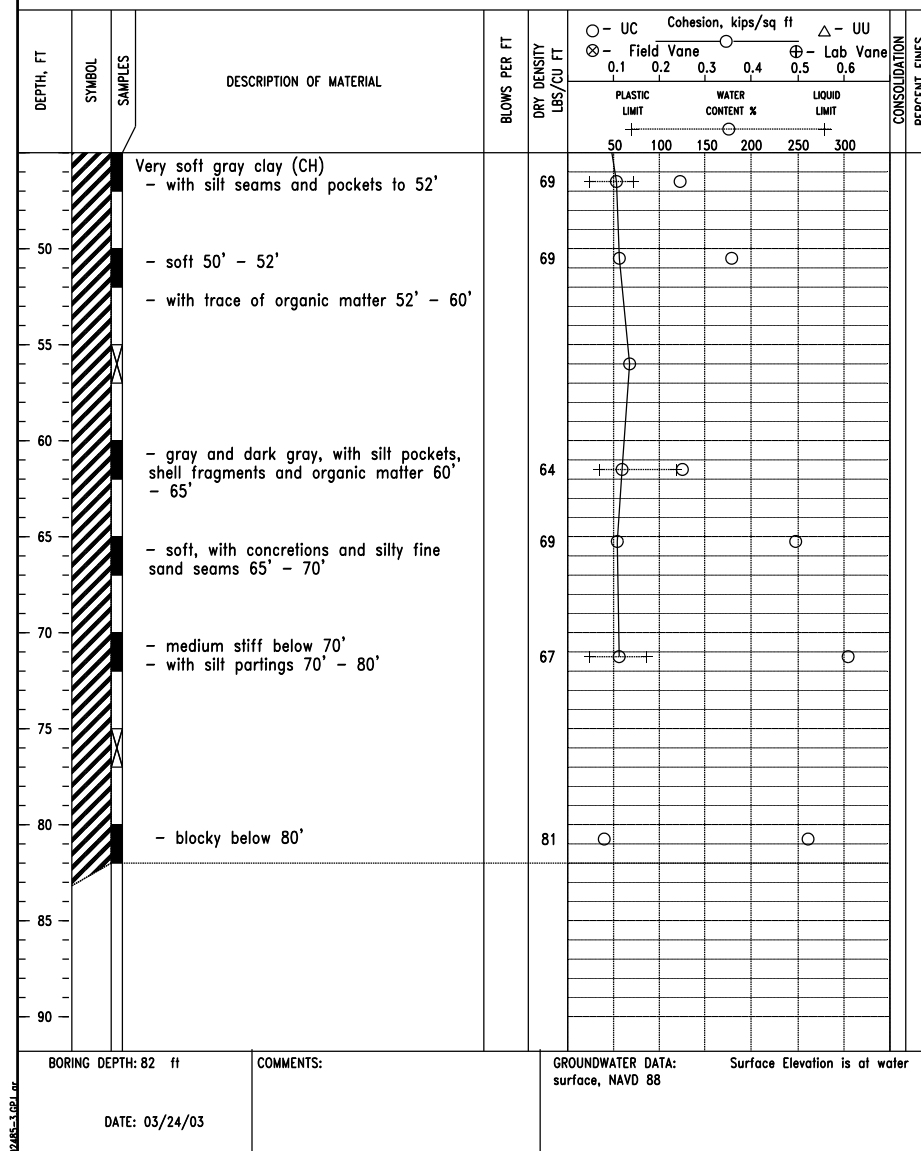 DEPTH, FT
SYMBOL
SAMPLES
DESCRIPTION OF MATERIAL
BLOWS PER FT
DRY DENSITY
LBS/CU FT
- UC
Cohesion, kips/sq ft
- UU
- Field Vane
- Lab Vane
0.1 0.2 0.3 0.4 0.5 0.6
PLASTIC
LIMIT
WATER
CONTENT %
LIQUID
LIMIT
50 100 150 200 250 300
CONSOLIDATION
PERCENT FINES
Very soft gray clay (CH)
- with silt seams and pockets to 52'
69
50
- soft 50' - 52'
69
- with trace of organic matter 52' - 60'
55
60
- gray and dark gray, with silt pockets,
shell fragments and organic matter 60'
- 65'
64
65
- soft, with concretions and silty fine
sand seams 65' - 70'
69
70
- medium stiff below 70'
- with silt partings 70' - 80'
67
75
80
- blocky below 80'
81
85
90
BORING DEPTH: 82 ft
DATE: 03/24/03
COMMENTS:
GROUNDWATER DATA: Surface Elevation is at water
surface, NAVD 88